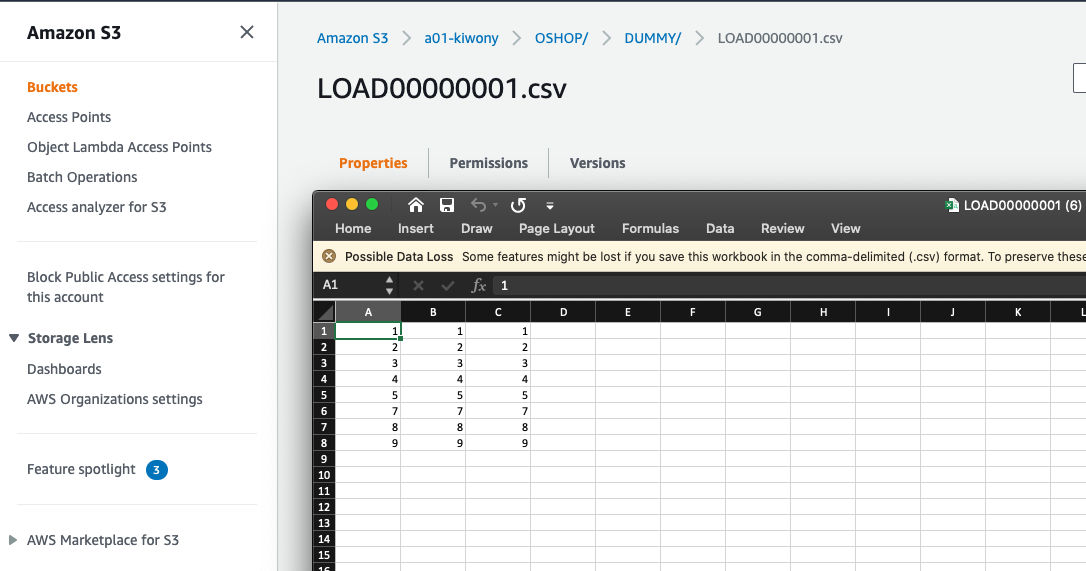 Amazon S3
Buckets
Access Points
Object Lambda Access Points
Batch Operations
Access analyzer for S3
Block Public Access settings for
this account
Storage Lens
Dashboards
AWS Organizations settings
Feature spotlight 3
AWS Marketplace for S3
Amazon S3 > a01-kiwony > OSHOP/ > DUMMY/ > LOAD00000001.csv
LOAD00000001.csv
Properties Permissions Versions
LOAD00000001 (6)
Home Insert Draw Page Layout Formulas Data Review View
Possible Data Loss Some features might be lost if you save this workbook in the comma-delimited (.csv) format. To preserve these
A1 fx 1
A B C D E F G H I J K L
1 1 1 1
2 2 2 2
3 3 3 3
4 4 4 4
5 5 5 5
6 7 7 7
7 8 8 8
8 9 9 9
9
10
11
12
13
14
15
16